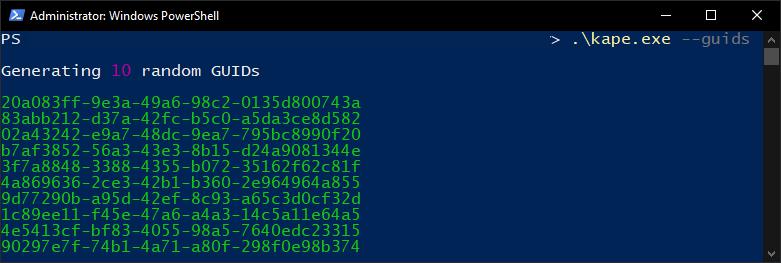 Administrator: Windows PowerShell
PS > .\kape.exe --guids
Generating 10 random GUIDs
20a083ff-9e3a-49a6-98c2-0135d800743a
83abb212-d37a-42fc-b5c0-a5da3ce8d582
02a43242-e9a7-48dc-9ea7-795bc8990f20
b7af3852-56a3-43e3-8b15-d24a9081344e
3f7a8848-3388-4355-b072-35162f62c81f
4a869636-2ce3-42b1-b360-2e964964a855
9d77290b-a95d-42ef-8c93-a65c3d0cf32d
1c89ee11-f45e-47a6-a4a3-14c5a11e64a5
4e5413cf-bf83-4055-98a5-7640edc23315
90297e7f-74b1-4a71-a80f-298f0e98b374